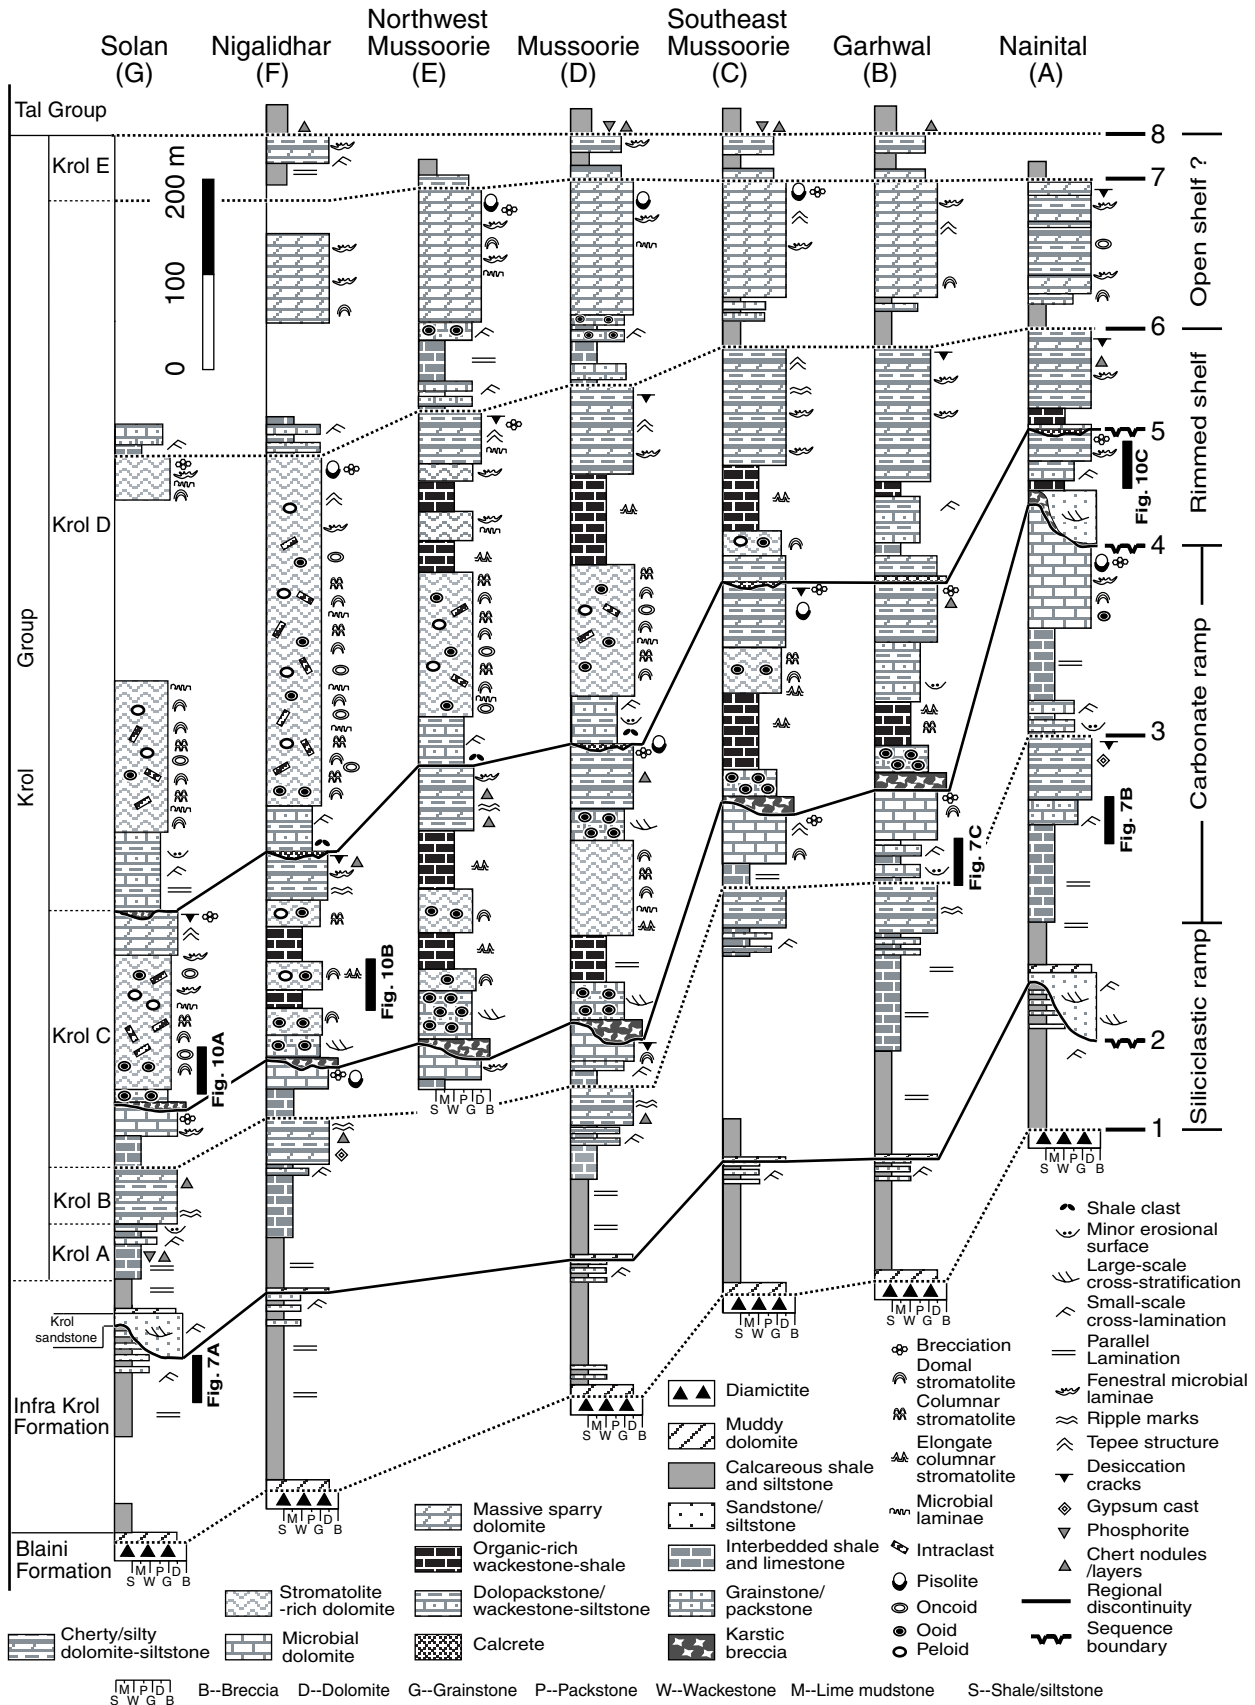 Solan
(G)
Nigalidhar
(F)
Northwest
Mussoorie
(E)
Mussoorie
(D)
Southeast
Mussoorie
(C)
Garhwal
(B)
Nainital
(A)
Tal Group
Krol E
Krol D
Krol C
Krol B
Krol A
Krol
Group
Krol
sandstone
Infra Krol
Formation
Blaini
Formation
200 m
100
0
8
7
6
5
4
3
2
1
Open shelf ?
Rimmed shelf
Carbonate ramp
Siliciclastic ramp
Fig. 10C
Fig. 7B
Fig. 7C
Fig. 10B
Fig. 10A
Fig. 7A
M P D
S W G B
M P D
S W G B
M P D
S W G B
M P D
S W G B
M P D
S W G B
M P D
S W G B
M P D
S W G B
Shale clast
Minor erosional
surface
Large-scale
cross-stratification
Small-scale
cross-lamination
Parallel
Lamination
Fenestral microbial
laminae
Ripple marks
Tepee structure
Desiccation
cracks
Gypsum cast
Phosphorite
Chert nodules
/layers
Regional
discontinuity
Sequence
boundary
Brecciation
Domal
stromatolite
Columnar
stromatolite
Elongate
columnar
stromatolite
Microbial
laminae
Intraclast
Pisolite
Oncoid
Ooid
Peloid
Diamictite
Muddy
dolomite
Calcareous shale
and siltstone
Sandstone/
siltstone
Interbedded shale
and limestone
Grainstone/
packstone
Karstic
breccia
Massive sparry
dolomite
Organic-rich
wackestone-shale
Dolopackstone/
wackestone-siltstone
Calcrete
Stromatolite
-rich dolomite
Microbial
dolomite
Cherty/silty
dolomite-siltstone
M P D
S W G B
B--Breccia D--Dolomite G--Grainstone P--Packstone W--Wackestone M--Lime mudstone S--Shale/siltstone